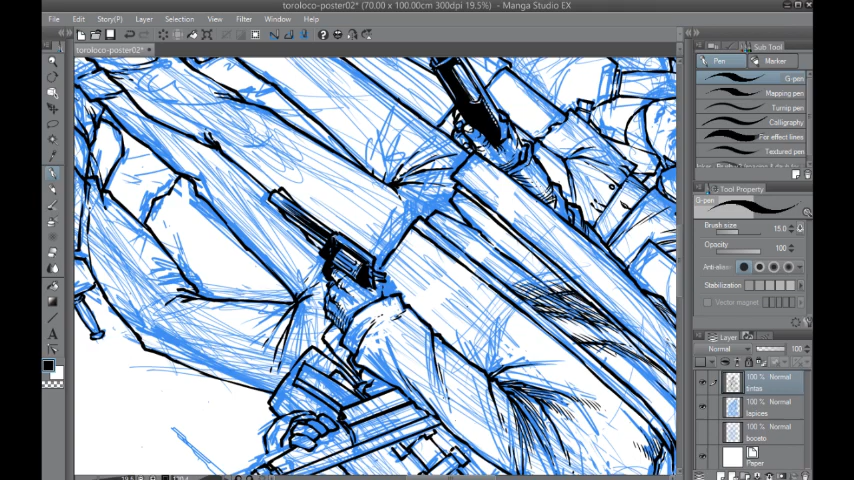 toroloco-poster02* (70.00 x 100.00cm 300dpi 19.5%) - Manga Studio EX
File Edit Story(P) Layer Selection View Filter Window Help
toroloco-poster02*
Sub Tool
Pen Marker
G-pen
Mapping pen
Turnip pen
Calligraphy
For effect lines
Textured pen
Tool Property
G-pen
Brush size 15.0
Opacity 100
Anti-alias
Stabilization
Vector magnet
Layer
Normal 100
100 % Normal
tintas
100 % Normal
lapices
100 % Normal
boceto
Paper